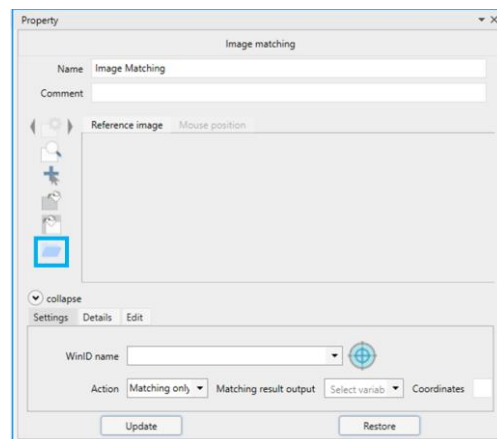 Property
Image matching
Name Image Matching
Comment
Reference image Mouse position
collapse
Settings Details Edit
WinID name
Action Matching only Matching result output Select variab Coordinates
Update Restore